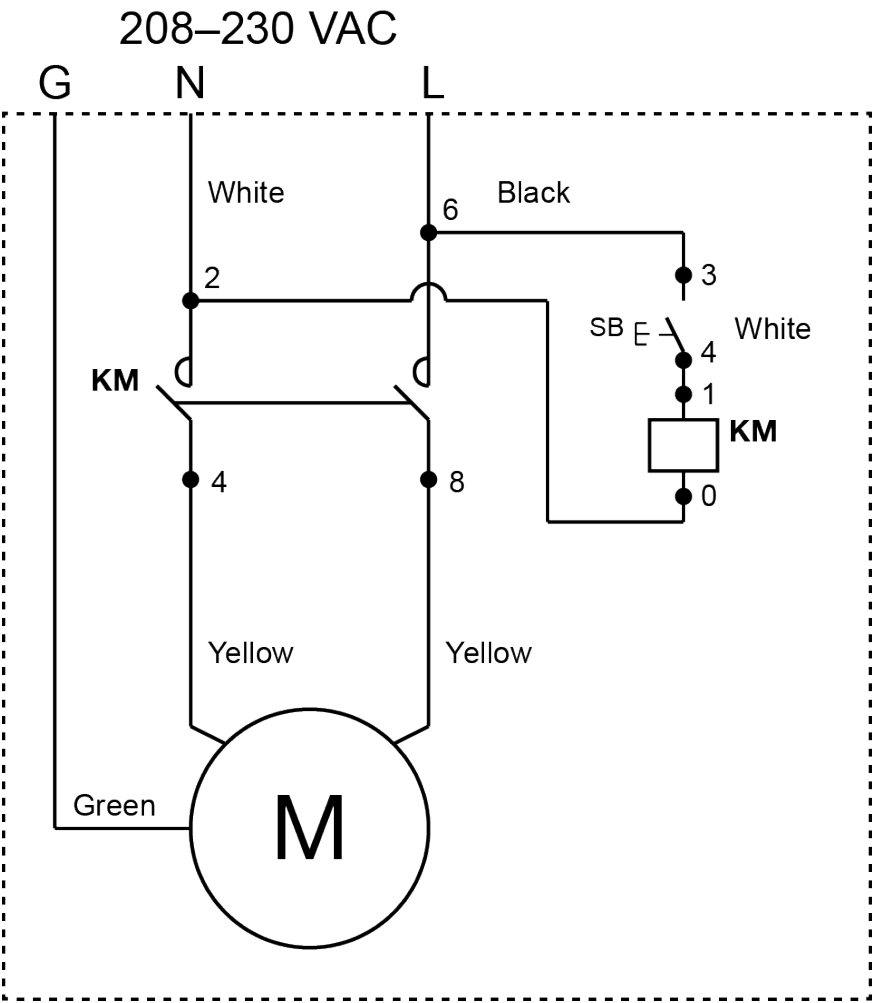 208–230 VAC
G N L
White
Black
6
2
3
SB
White
4
1
KM
KM
0
4
8
Yellow
Yellow
Green
M